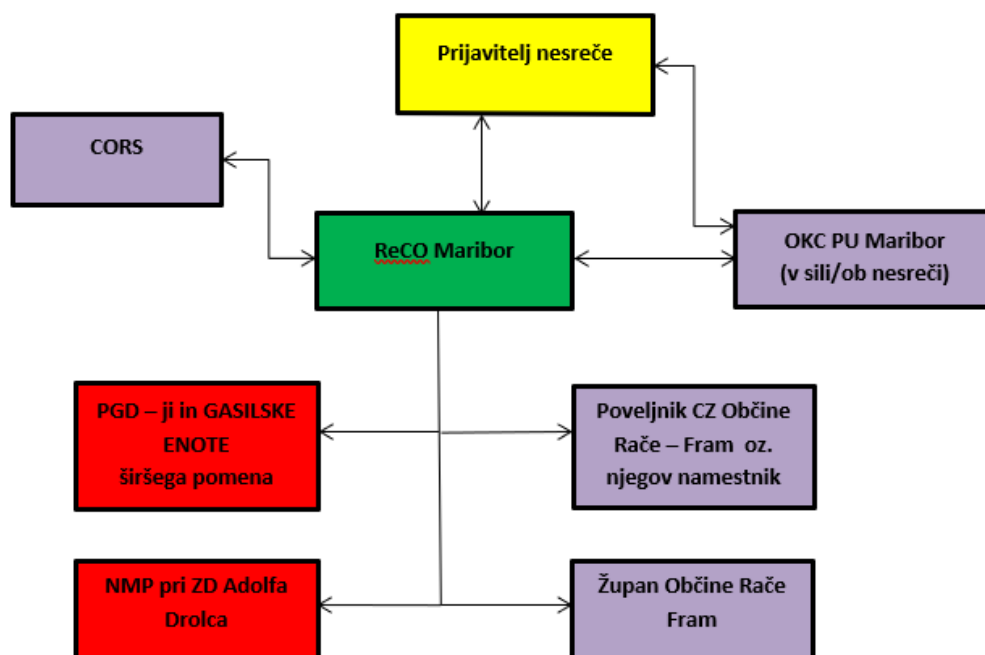 Prijavitelj nesreče
CORS
ReCO Maribor
OKC PU Maribor
(v sili/ob nesreči)
PGD – ji in GASILSKE
ENOTE
širšega pomena
Poveljnik CZ Občine
Rače – Fram oz.
njegov namestnik
NMP pri ZD Adolfa
Drolca
Župan Občine Rače
Fram